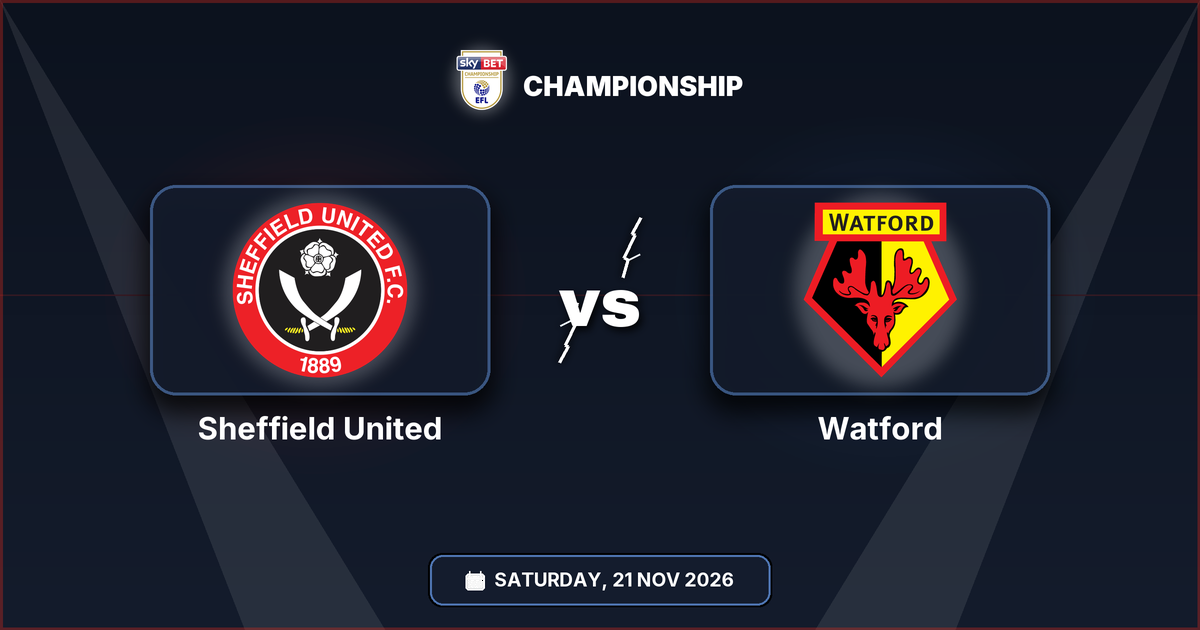 sky BET
CHAMPIONSHIP
EFL
CHAMPIONSHIP
SHEFFIELD UNITED F.C.
1889
vs
WATFORD
Sheffield United
Watford
SATURDAY, 21 NOV 2026